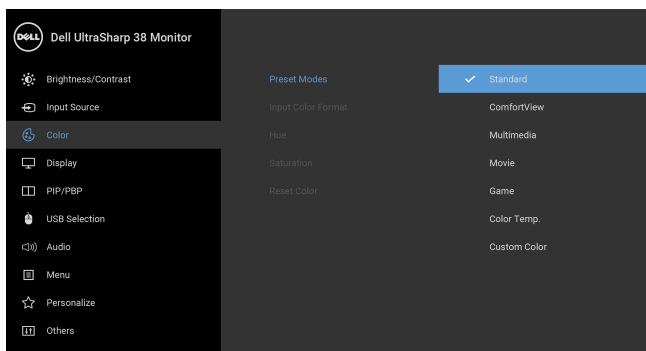 DELL Dell UltraSharp 38 Monitor
Brightness/Contrast Preset Modes Standard
Input Source Input Color Format ComfortView
Color Hue Multimedia
Display Saturation Movie
PIP/PBP Reset Color Game
USB Selection Color Temp.
Audio Custom Color
Menu
Personalize
Others